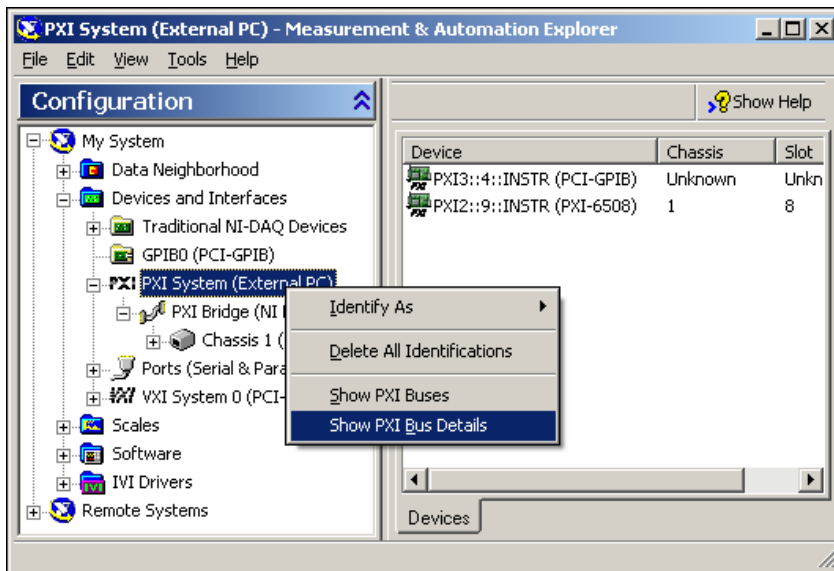 PXI System (External PC) - Measurement & Automation Explorer
File Edit View Tools Help
Configuration
Show Help
My System
Data Neighborhood
Devices and Interfaces
Traditional NI-DAQ Devices
GPIB0 (PCI-GPIB)
PXI PXI System (External PC)
PXI Bridge (NI
Chassis 1 (
Ports (Serial & Para
VXI VXI System 0 (PCI-
Scales
Software
IVI Drivers
Remote Systems
Identify As
Delete All Identifications
Show PXI Buses
Show PXI Bus Details
Device Chassis Slot
PXI3::4::INSTR (PCI-GPIB) Unknown Unkn
PXI2::9::INSTR (PXI-6508) 1 8
Devices